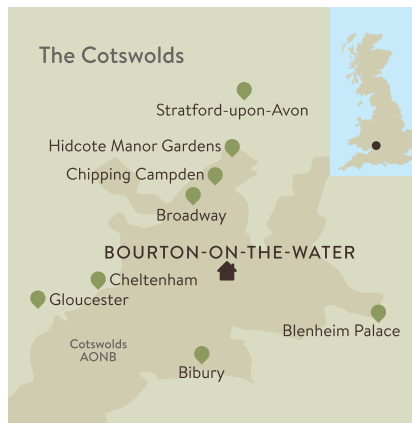 The Cotswolds
Stratford-upon-Avon
Hidcote Manor Gardens
Chipping Campden
Broadway
BOURTON-ON-THE-WATER
Cheltenham
Gloucester
Blenheim Palace
Cotswolds
AONB
Bibury